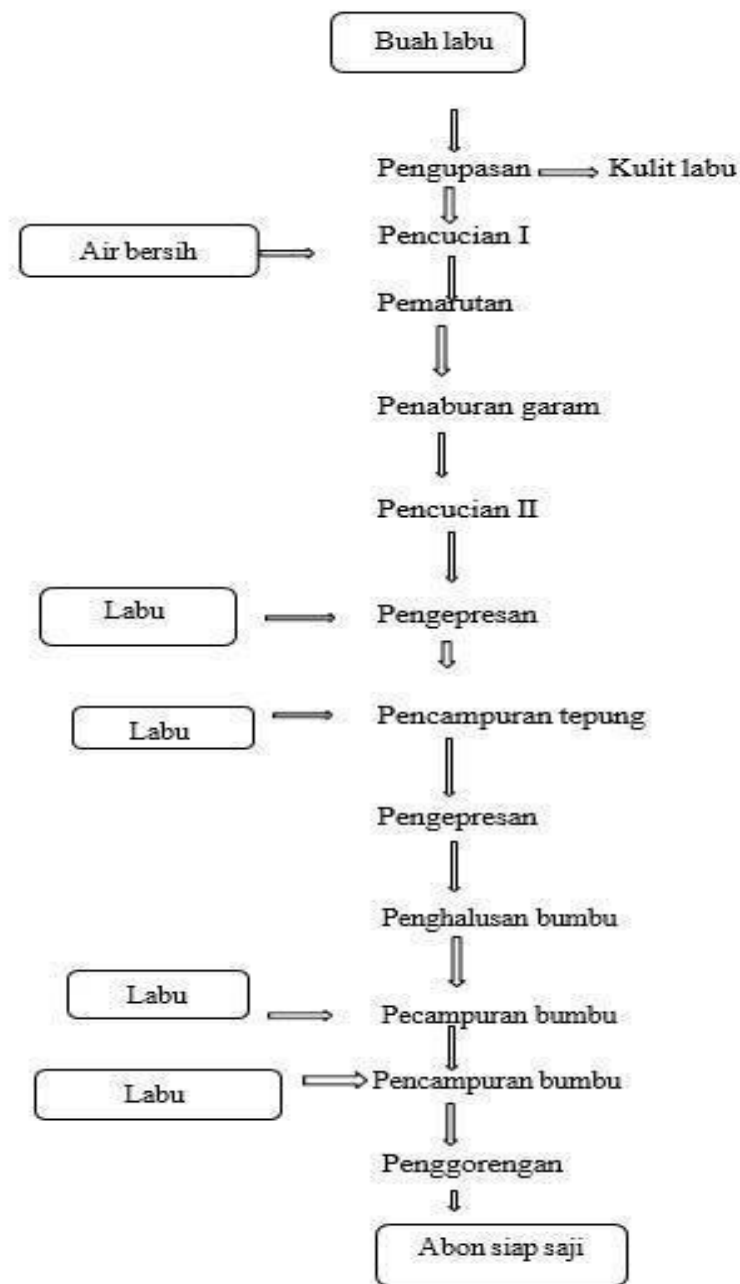 Buah labu
Pengupasan
Kulit labu
Air bersih
Pencucian I
Pemarutan
Penaburan garam
Pencucian II
Labu
Pengepresan
Labu
Pencampuran tepung
Pengepresan
Penghalusan bumbu
Labu
Pecampuran bumbu
Labu
Pencampuran bumbu
Penggorengan
Abon siap saji